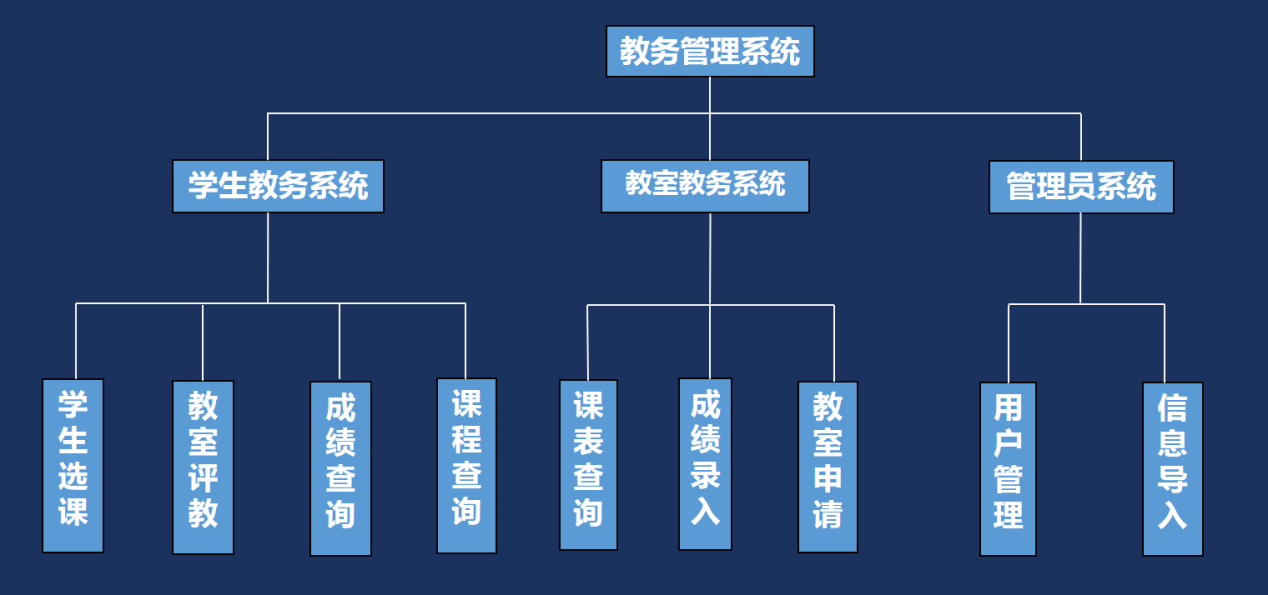 教务管理系统
学生教务系统
教室教务系统
管理员系统
学生选课
教室评教
成绩查询
课程查询
课表查询
成绩录入
教室申请
用户管理
信息导入